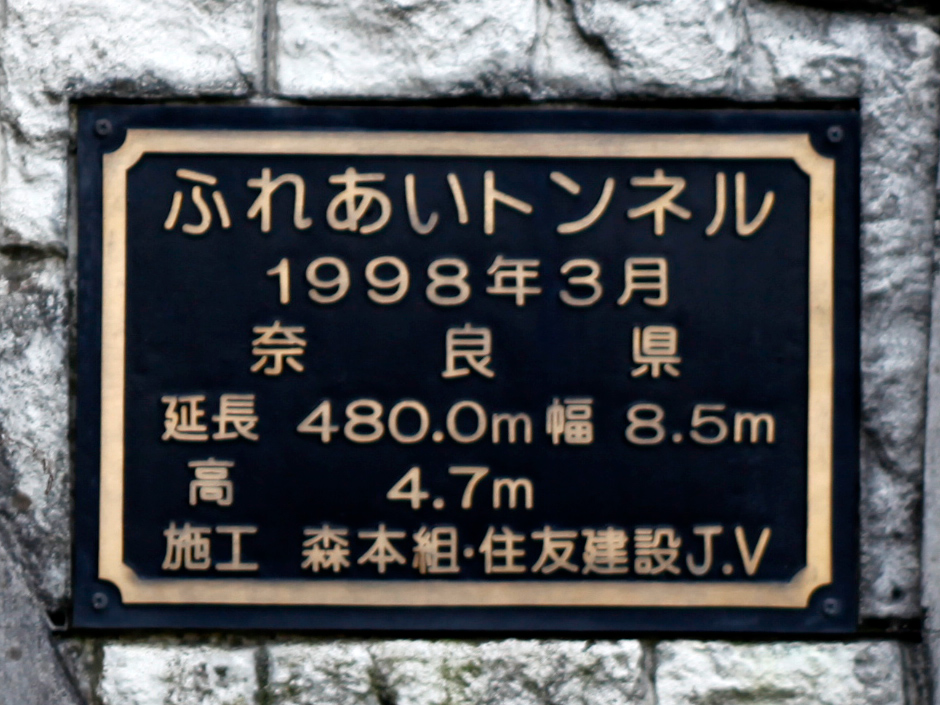 ふれあいトンネル
1998年3月
奈良県
延長 480.0m 幅 8.5m
高 4.7m
施工 森本組・住友建設J.V